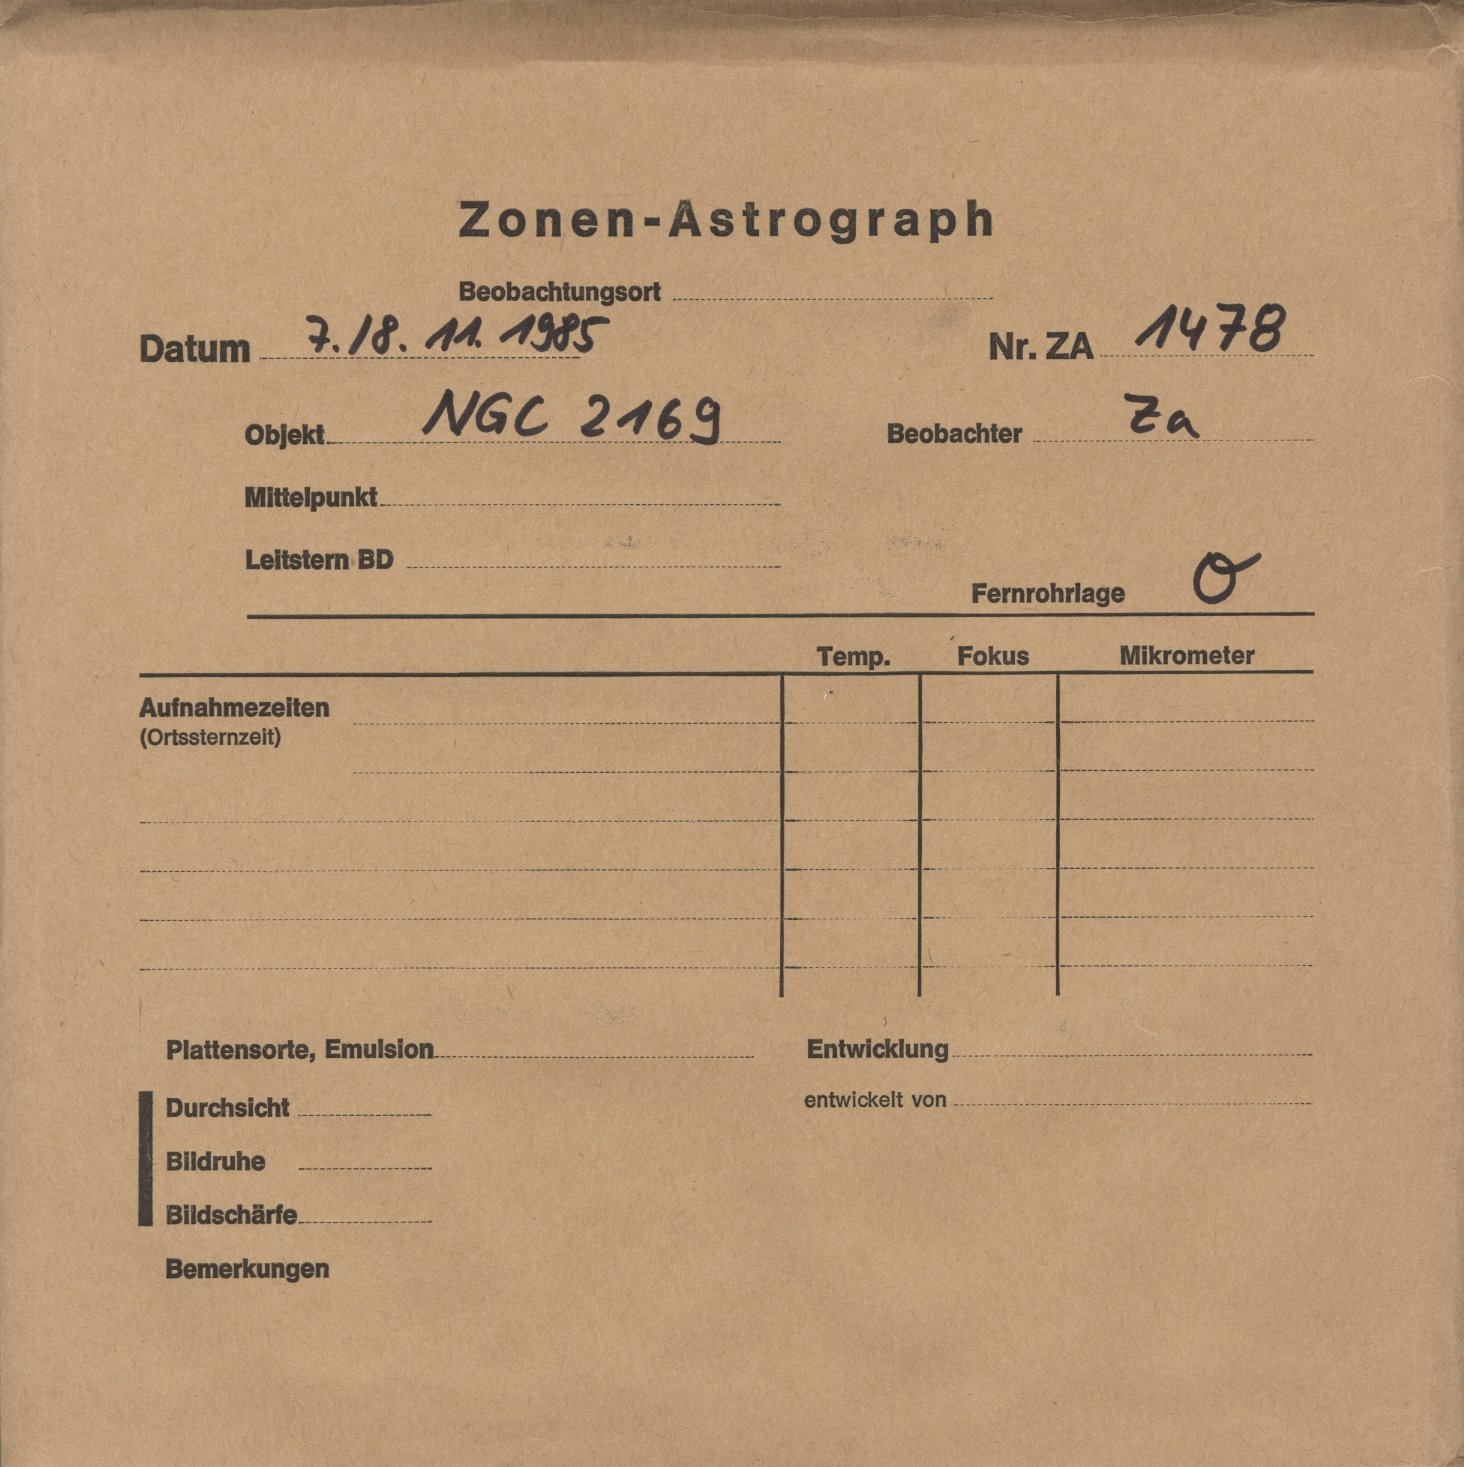 Zonen-Astrograph
Beobachtungsort
Datum 7./8. 11. 1985 Nr. ZA 1478
Objekt NGC 2169 Beobachter Za
Mittelpunkt
Leitstern BD
Fernrohrlage O
Temp. Fokus Mikrometer
Aufnahmezeiten
(Ortssternzeit)
Plattensorte, Emulsion Entwicklung
Durchsicht entwickelt von
Bildruhe
Bildschärfe
Bemerkungen